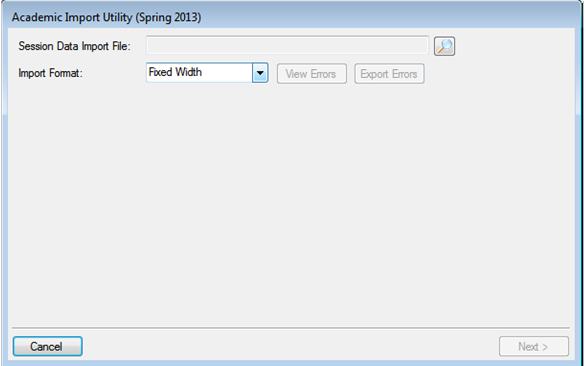 Academic Import Utility (Spring 2013)
Session Data Import File:
Import Format: Fixed Width View Errors Export Errors
Cancel Next >